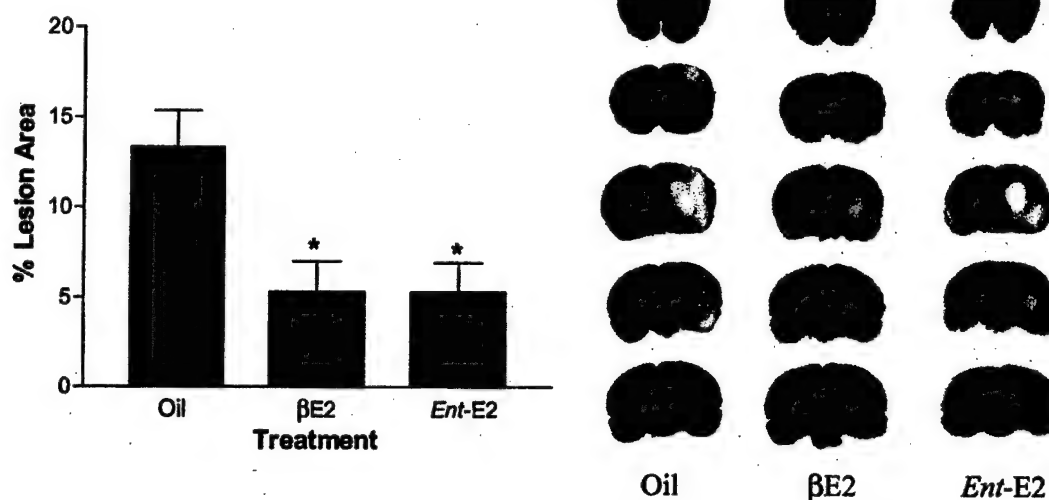 20
15
10
5
0
% Lesion Area
*
*
Oil βE2 Ent-E2
Treatment
Oil βE2 Ent-E2